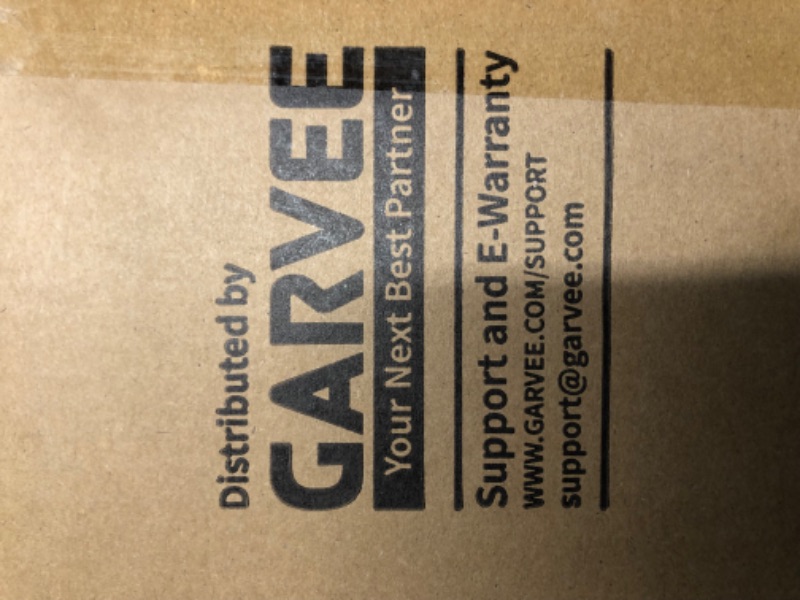 Distributed by
GARVEE
Your Next Best Partner
Support and E-Warranty
WWW.GARVEE.COM/SUPPORT
support@garvee.com